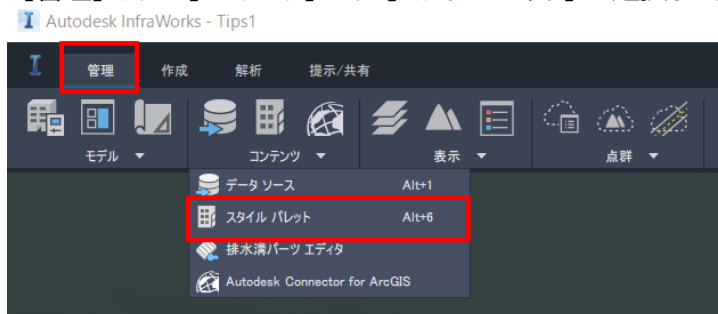 Autodesk InfraWorks - Tips1
管理 作成 解析 提示/共有
モデル コンテンツ 表示 点群
データ ソース Alt+1
スタイル パレット Alt+6
排水溝パーツ エディタ
Autodesk Connector for ArcGIS